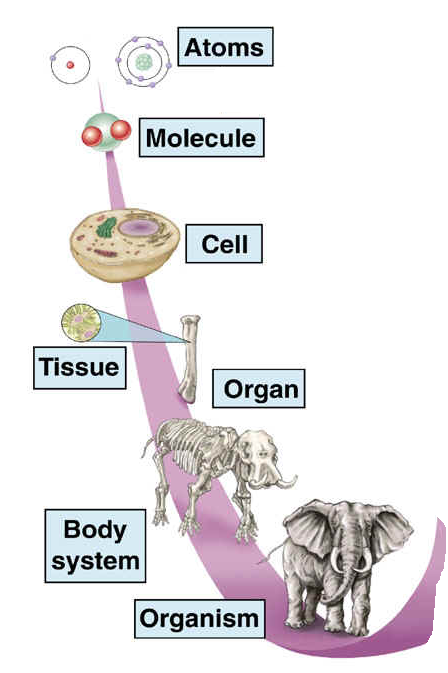 Atoms
Molecule
Cell
Tissue
Organ
Body
system
Organism